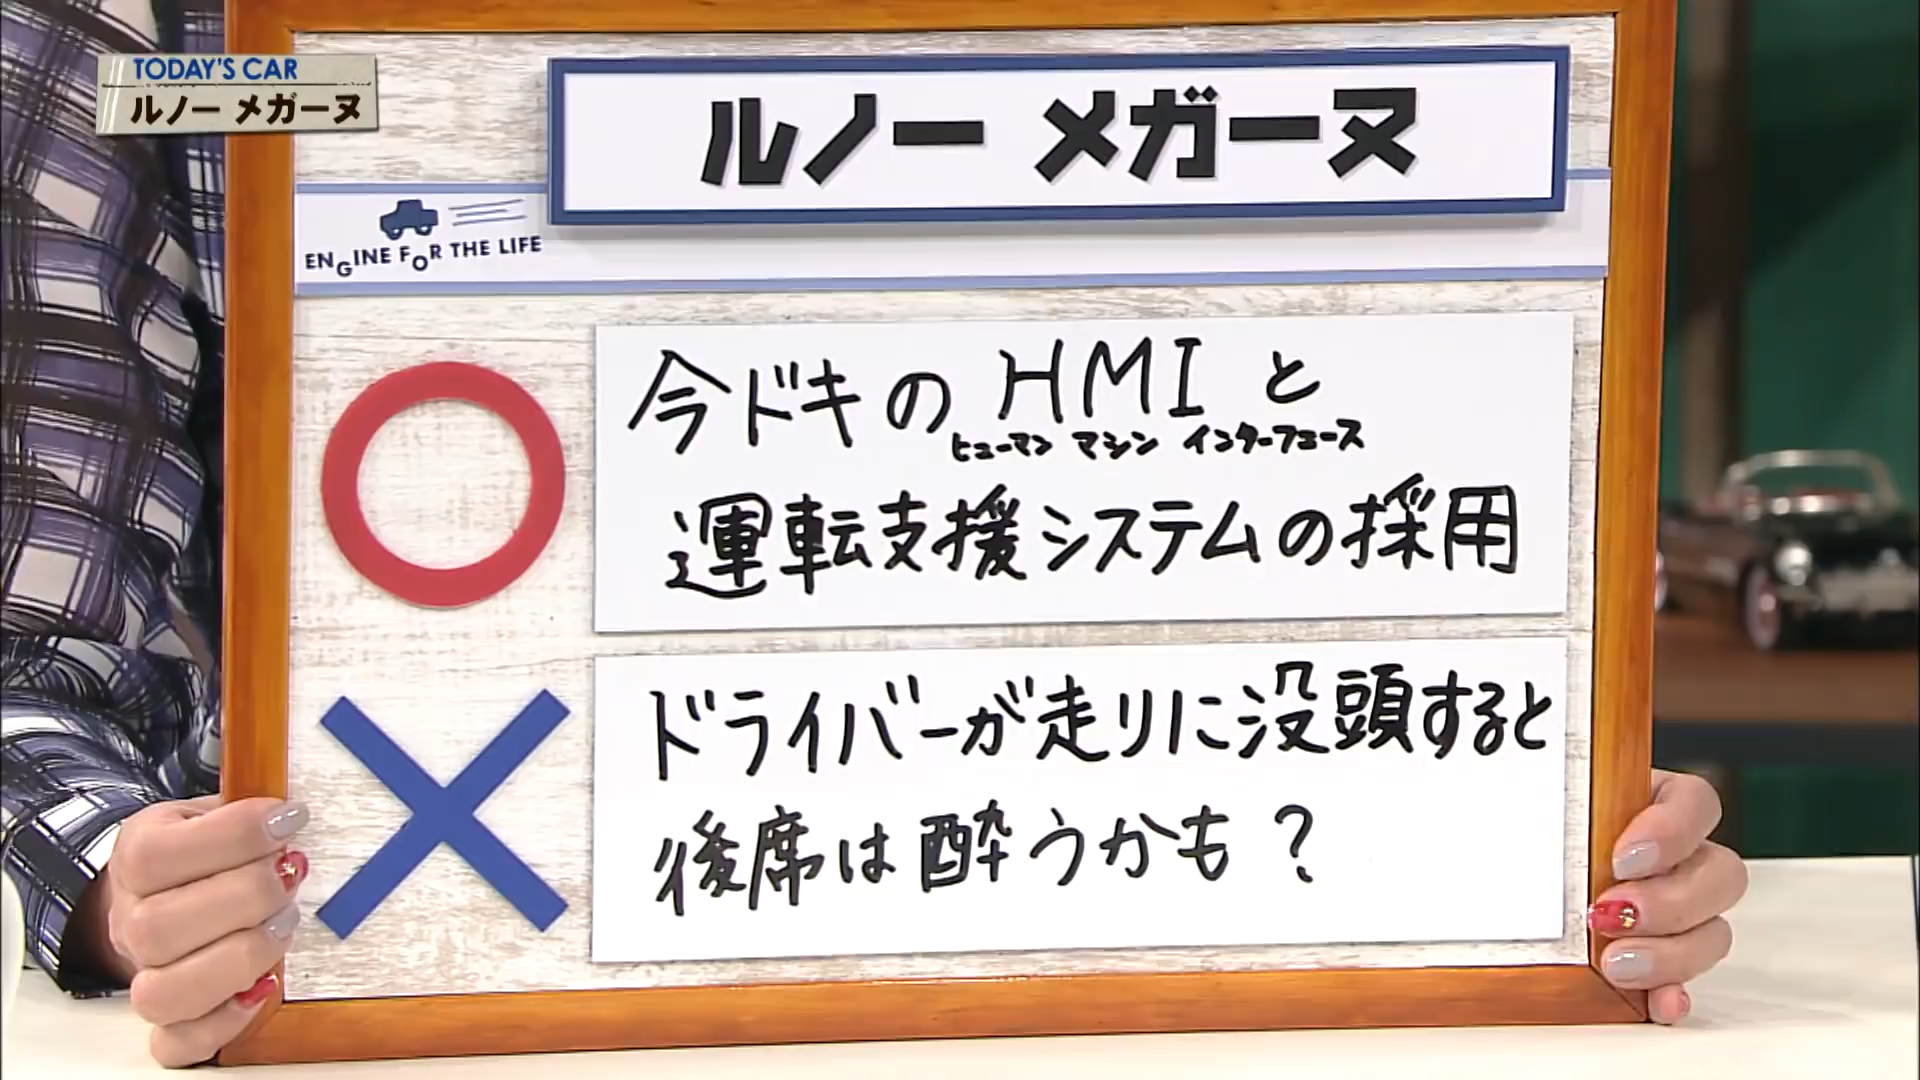 TODAY'S CAR
ルノー メガーヌ
ルノー メガーヌ
ENGINE FOR THE LIFE
今ドキのHMIと
ヒューマン マシン インターフェース
運転支援システムの採用
ドライバーが走りに没頭すると
後席は酔うかも?